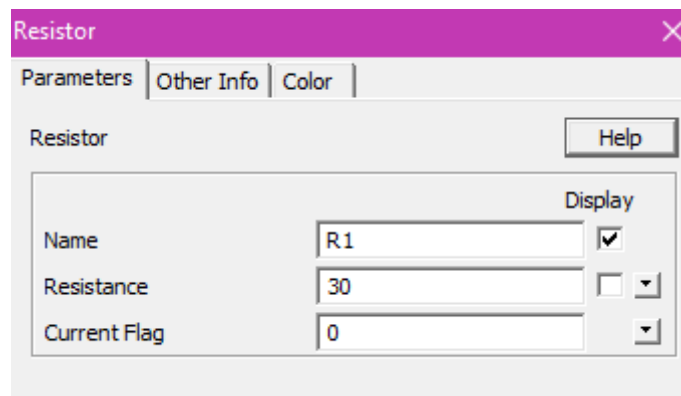 Resistor
Parameters Other Info Color
Resistor Help
Display
Name R1
Resistance 30
Current Flag 0